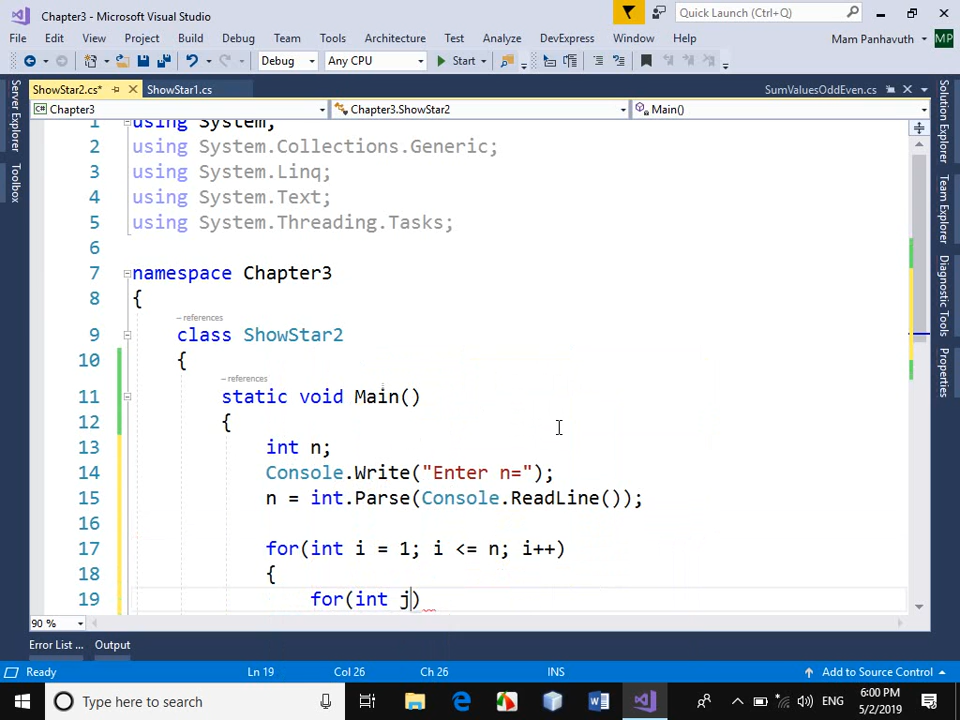 Chapter3 - Microsoft Visual Studio
Quick Launch (Ctrl+Q)
File Edit View Project Build Debug Team Tools Architecture Test Analyze DevExpress Window Help
Mam Panhavuth MP
Debug Any CPU Start
ShowStar2.cs* ShowStar1.cs SumValuesOddEven.cs
Chapter3 Chapter3.ShowStar2 Main()
Server Explorer
Toolbox
Solution Explorer
Team Explorer
Diagnostic Tools
Properties
1 using System;
2 using System.Collections.Generic;
3 using System.Linq;
4 using System.Text;
5 using System.Threading.Tasks;
6
7 namespace Chapter3
8 {
– references
9 class ShowStar2
10 {
– references
11 static void Main()
12 {
13 int n;
14 Console.Write("Enter n=");
15 n = int.Parse(Console.ReadLine());
16
17 for(int i = 1; i <= n; i++)
18 {
19 for(int j)
90 %
Error List ... Output
Ready Ln 19 Col 26 Ch 26 INS Add to Source Control
Type here to search
ENG
6:00 PM
5/2/2019